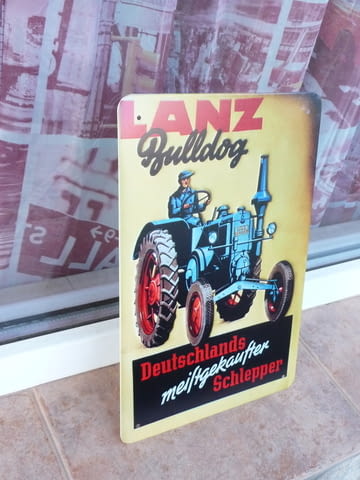 LANZ
Bulldog
Deutschlands
meiſtgekaufter
Schlepper